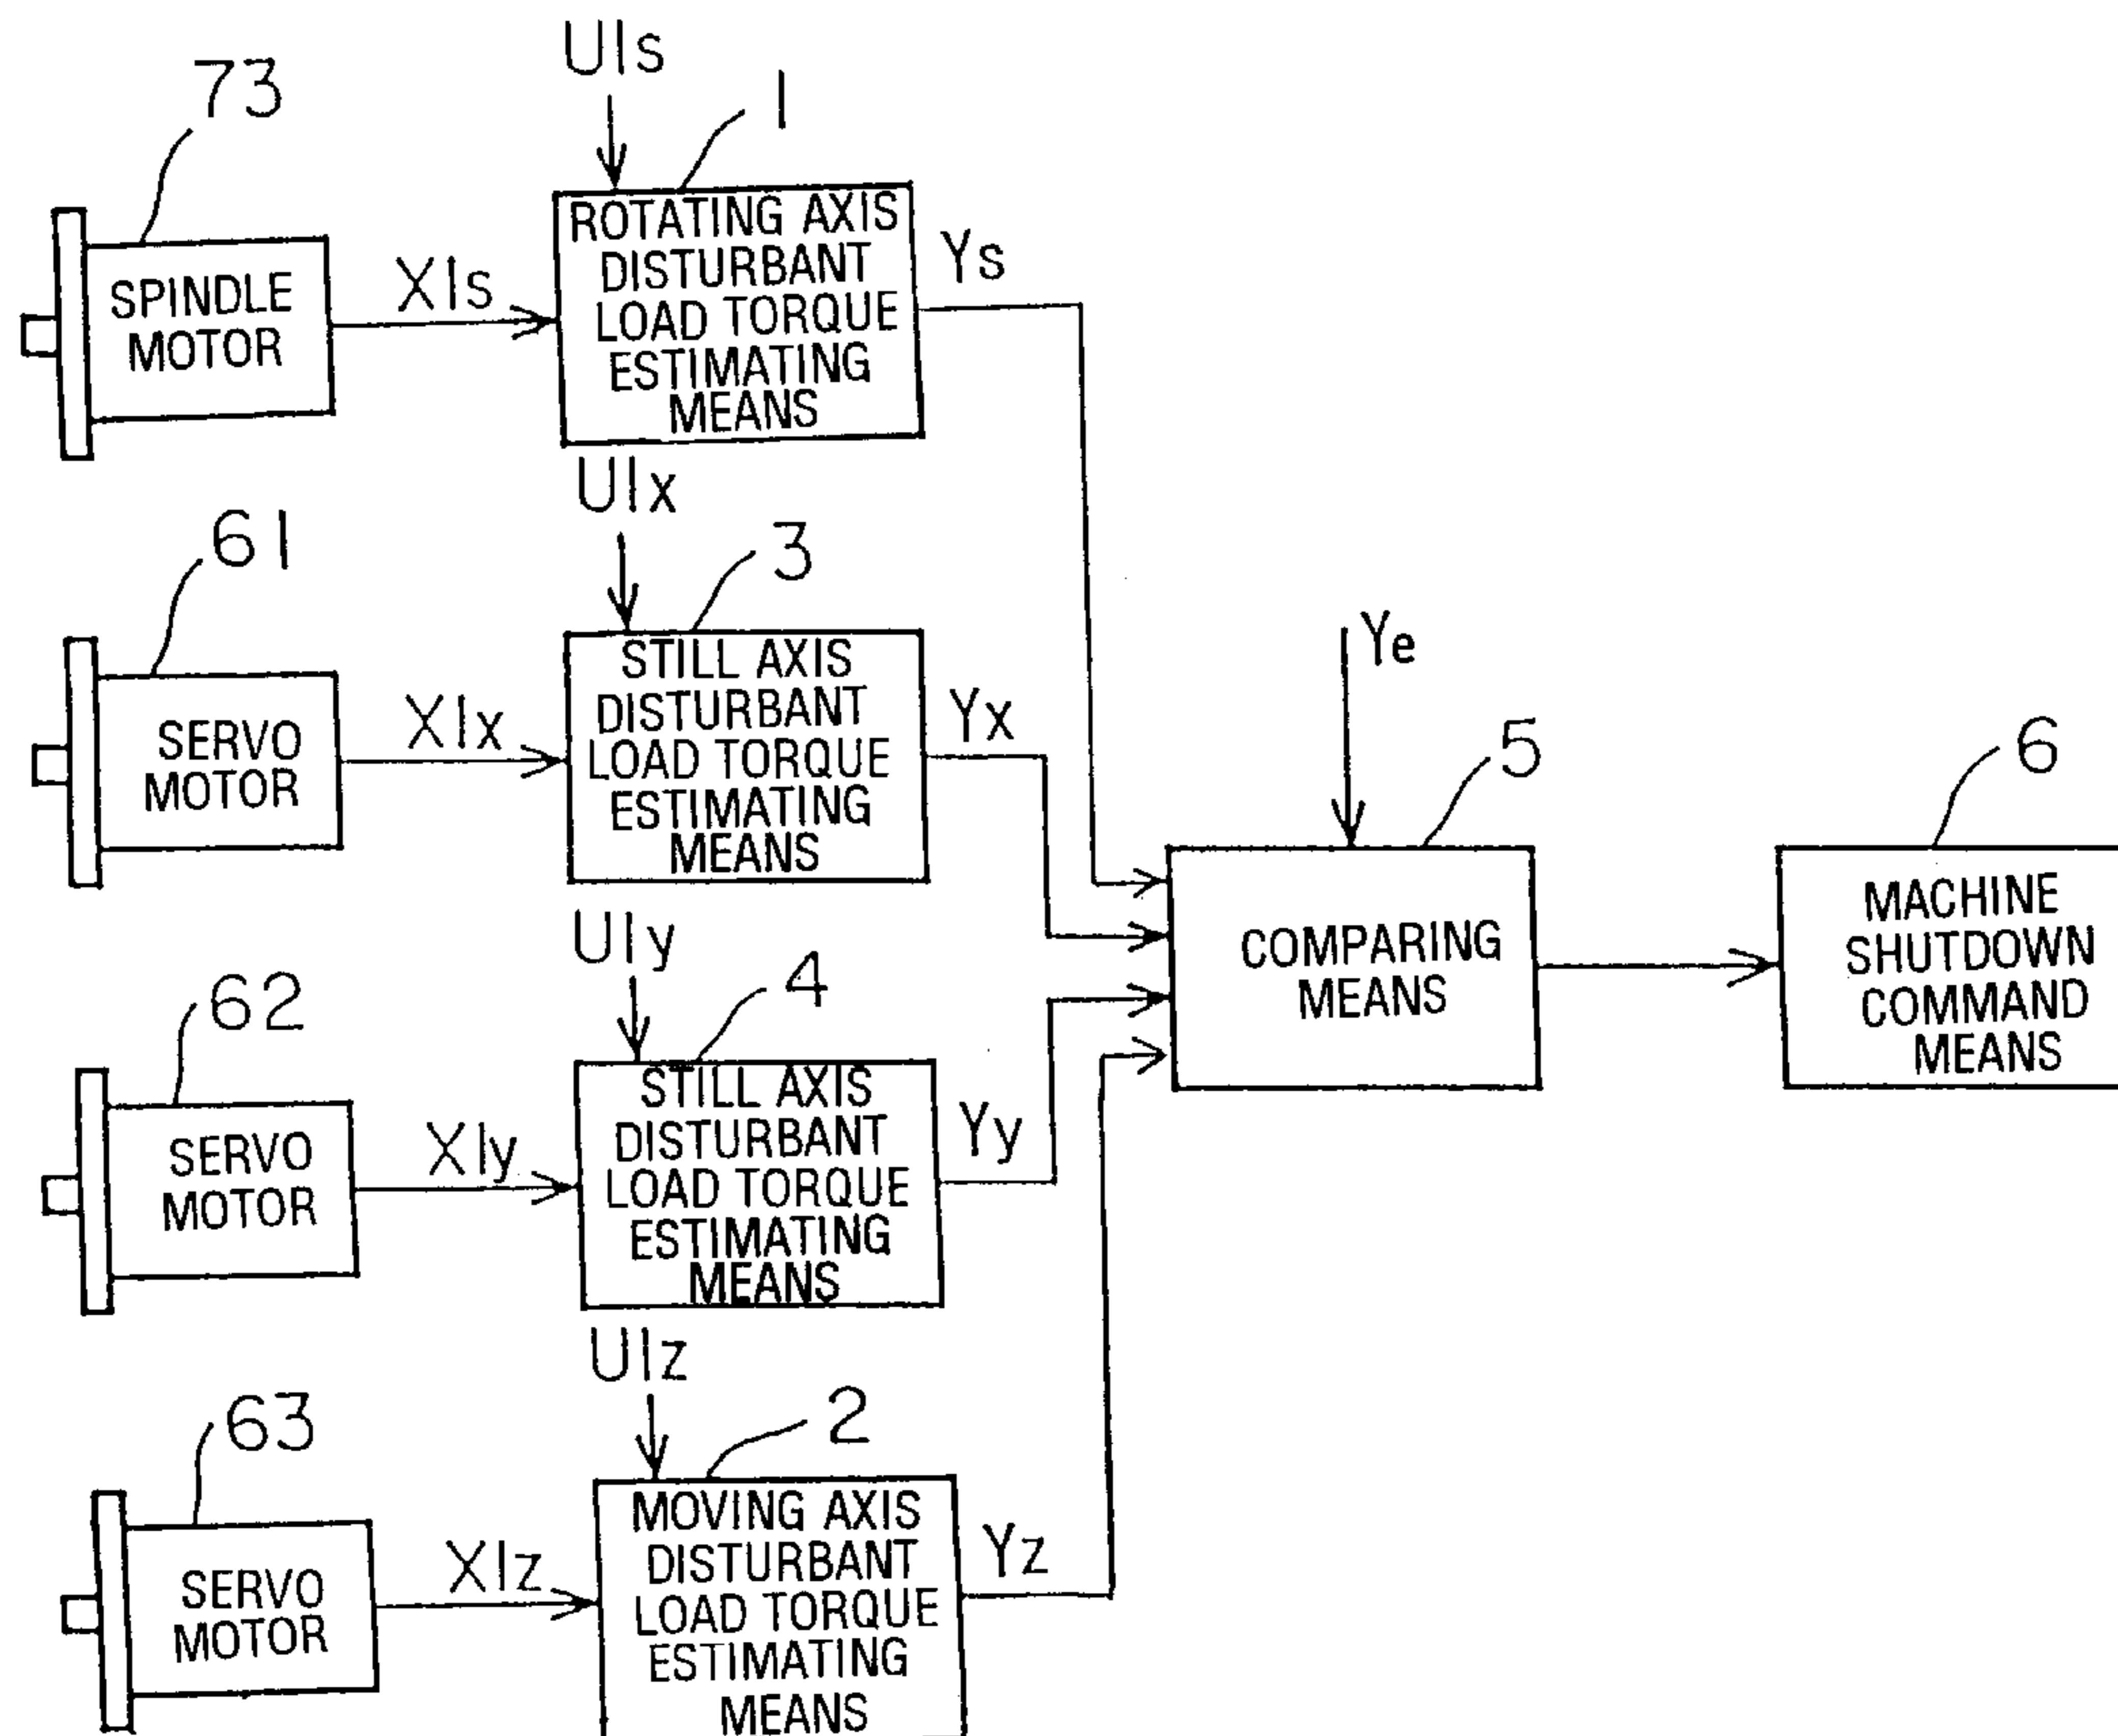 UIs
73
1
ROTATING AXIS
DISTURBANT
LOAD TORQUE
ESTIMATING
MEANS
Ys
SPINDLE
MOTOR
XIs
UIx
61
3
STILL AXIS
DISTURBANT
LOAD TORQUE
ESTIMATING
MEANS
Yx
SERVO
MOTOR
XIx
Ye
5
6
COMPARING
MEANS
MACHINE
SHUTDOWN
COMMAND
MEANS
UIy
62
4
STILL AXIS
DISTURBANT
LOAD TORQUE
ESTIMATING
MEANS
Yy
SERVO
MOTOR
XIy
UIz
63
2
MOVING AXIS
DISTURBANT
LOAD TORQUE
ESTIMATING
MEANS
Yz
SERVO
MOTOR
XIz